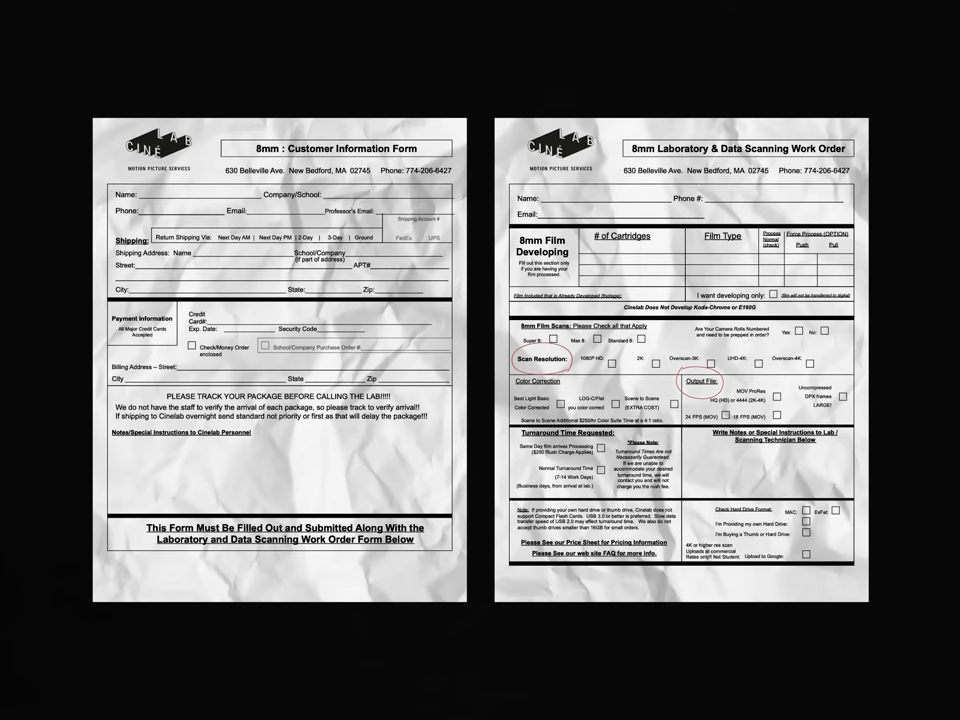 CINÉ LAB
MOTION PICTURE SERVICES
8mm : Customer Information Form
630 Belleville Ave. New Bedford, MA 02745 Phone: 774-206-6427
Name: Company/School:
Phone: Email: Professor's Email:
Shipping Account #
Shipping: Return Shipping Via: Next Day AM | Next Day PM | 2-Day | 3-Day | Ground FedEx UPS
Shipping Address: Name School/Company
(if part of address)
Street: APT#
City: State: Zip:
Payment Information
All Major Credit Cards
Accepted
Credit
Card#:
Exp. Date: Security Code
Check/Money Order
enclosed
School/Company Purchase Order #:
Billing Address – Street:
City State Zip
PLEASE TRACK YOUR PACKAGE BEFORE CALLING THE LAB!!!!!
We do not have the staff to verify the arrival of each package, so please track to verify arrival!!
If shipping to Cinelab overnight send standard not priority or first as that will delay the package!!!
Notes/Special Instructions to Cinelab Personnel
This Form Must Be Filled Out and Submitted Along With the
Laboratory and Data Scanning Work Order Form Below
CINÉ LAB
MOTION PICTURE SERVICES
8mm Laboratory & Data Scanning Work Order
630 Belleville Ave. New Bedford, MA 02745 Phone: 774-206-6427
Name: Phone #:
Email:
8mm Film
Developing
Fill out this section only
if you are having your
film processed.
# of Cartridges Film Type
Process
Normal
(check)
Force Process (OPTION)
Push Pull
Film Included that is Already Developed (footage):
I want developing only: (film will not be transferred to digital)
Cinelab Does Not Develop Koda-Chrome or E160G
8mm Film Scans: Please Check all that Apply
Super 8: Max 8: Standard 8:
Are Your Camera Rolls Numbered
and need to be prepped in order?
Yes: No:
Scan Resolution: 1080P HD: 2K: Overscan-3K: UHD-4K: Overscan-4K:
Color Correction
Best Light Basic
Color Corrected
LOG-C/Flat
you color correct
Scene to Scene
(EXTRA COST)
Scene to Scene Additional $250/hr Color Suite Time at a 4:1 ratio.
Output File:
MOV ProRes
HQ (HD) or 4444 (2K-4K)
Uncompressed
DPX frames
LARGE!
24 FPS (MOV) 18 FPS (MOV)
Turnaround Time Requested:
Same Day film arrives Processing
($250 Rush Charge Applies)
Normal Turnaround Time
(7-14 Work Days)
(Business days, from arrival at lab.)
*Please Note:
Turnaround Times Are not
Necessarily Guaranteed.
If we are unable to
accommodate your desired
turnaround time, we will
contact you and will not
charge you the rush fee.
Write Notes or Special Instructions to Lab /
Scanning Technician Below
Note: If providing your own hard drive or thumb drive, Cinelab does not
support Compact Flash Cards. USB 3.0 or better is preferred. Slow data
transfer speed of USB 2.0 may effect turnaround time. We also do not
accept thumb drives smaller than 16GB for small orders.
Please See our Price Sheet for Pricing Information
Please See our web site FAQ for more info.
Check Hard Drive Format: MAC: ExFat:
I'm Providing my own Hard Drive:
I'm Buying a Thumb or Hard Drive:
4K or higher res scan
Uploads at commercial
Rates only!! Not Student. Upload to Google: